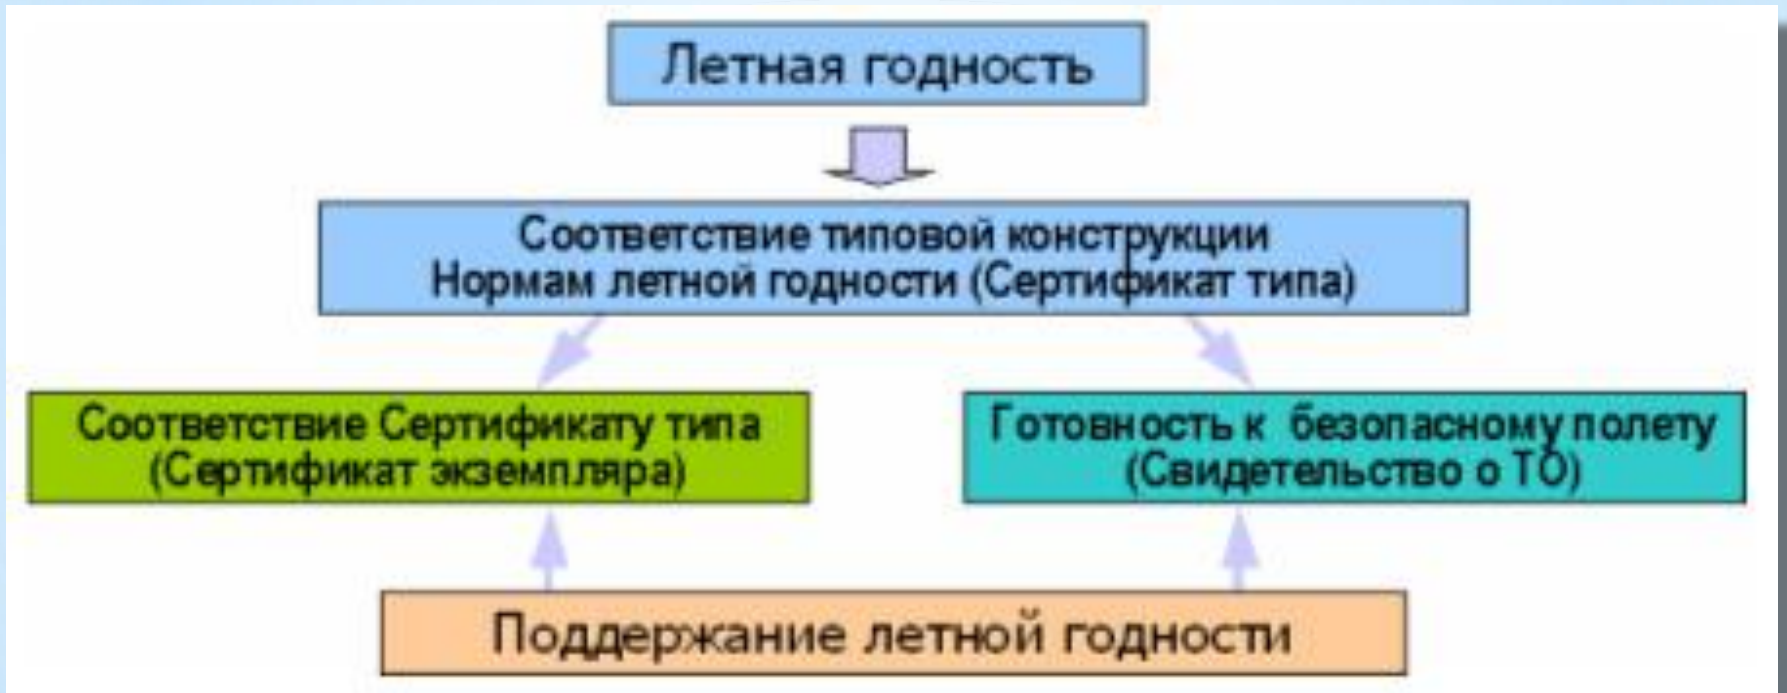 Летная годность
Соответствие типовой конструкции
Нормам летной годности (Сертификат типа)
Соответствие Сертификату типа
(Сертификат экземпляра)
Готовность к безопасному полету
(Свидетельство о ТО)
Поддержание летной годности